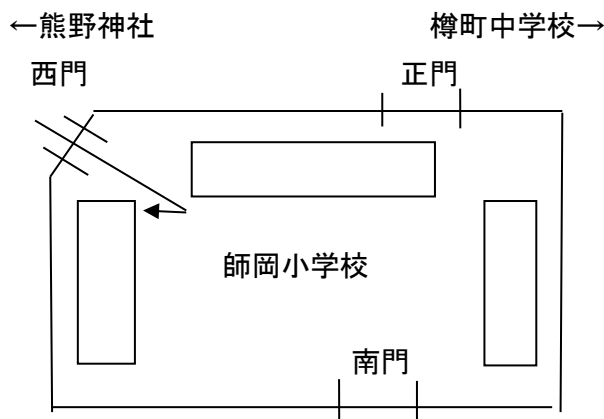 ←熊野神社
樽町中学校→
西門
正門
師岡小学校
南門